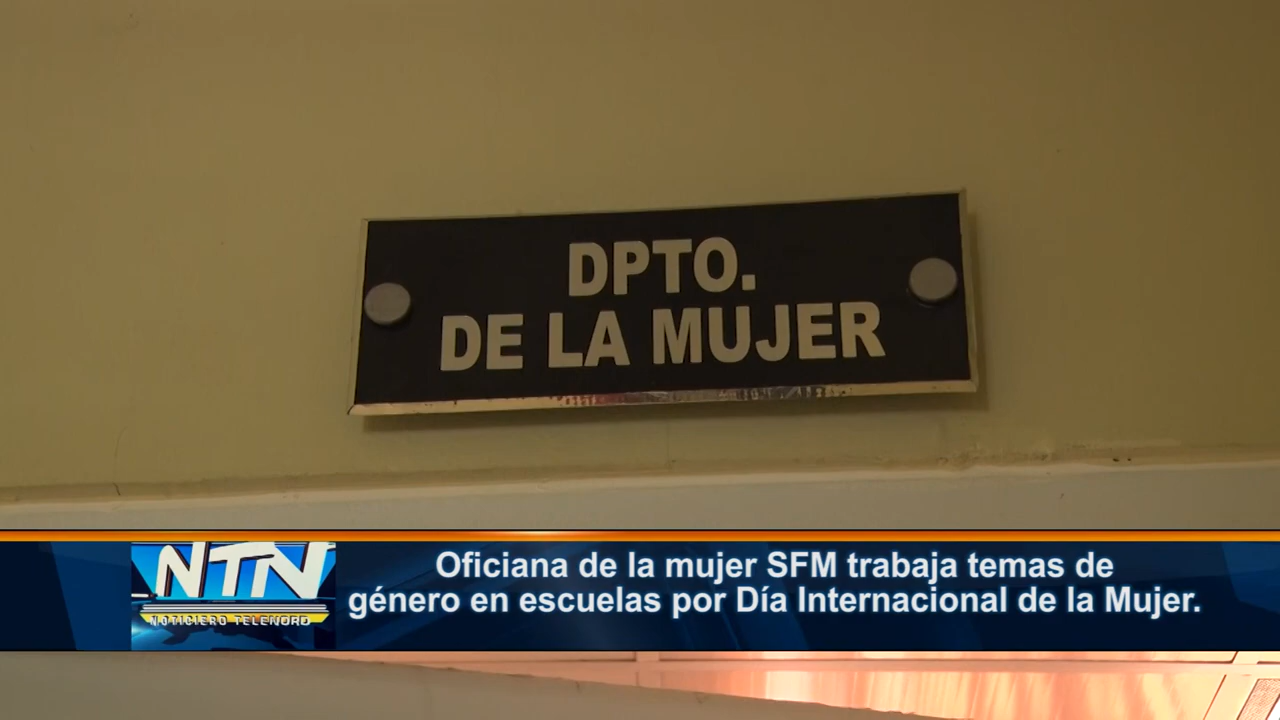 DPTO.
DE LA MUJER
NTN
NOTICIERO TELENORD
Oficiana de la mujer SFM trabaja temas de
género en escuelas por Día Internacional de la Mujer.